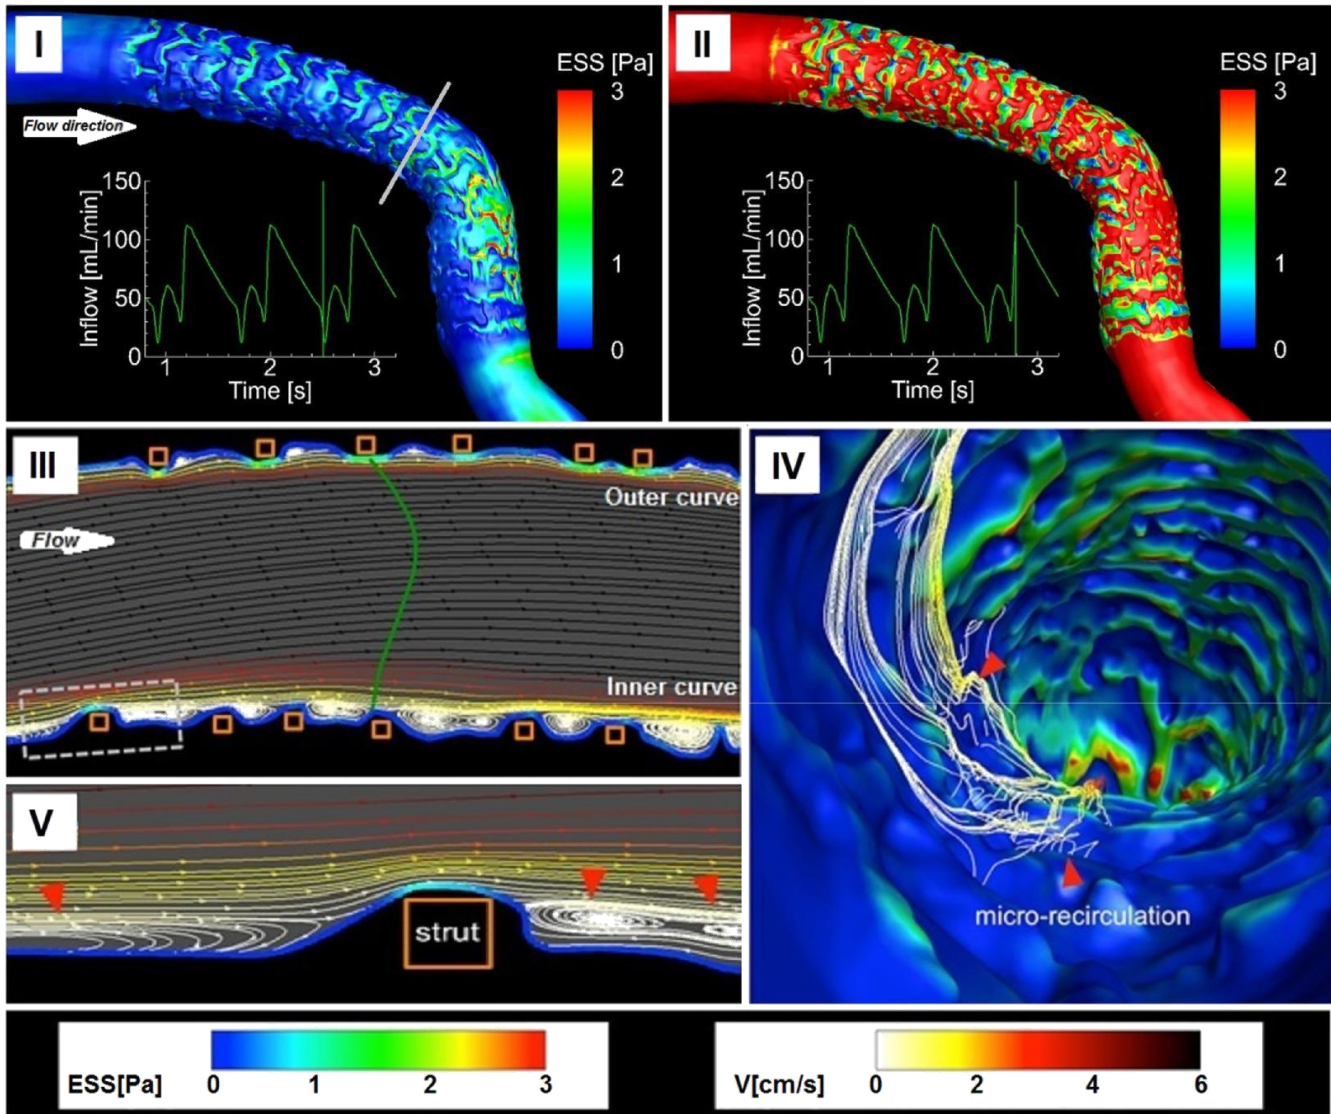 I
ESS [Pa]
3
2
1
0
Flow direction
Inflow [mL/min]
150
100
50
0
1 2 3
Time [s]
II
ESS [Pa]
3
2
1
0
Inflow [mL/min]
150
100
50
0
1 2 3
Time [s]
III
Outer curve
Flow
Inner curve
IV
micro-recirculation
V
strut
ESS[Pa] 0 1 2 3
V[cm/s] 0 2 4 6